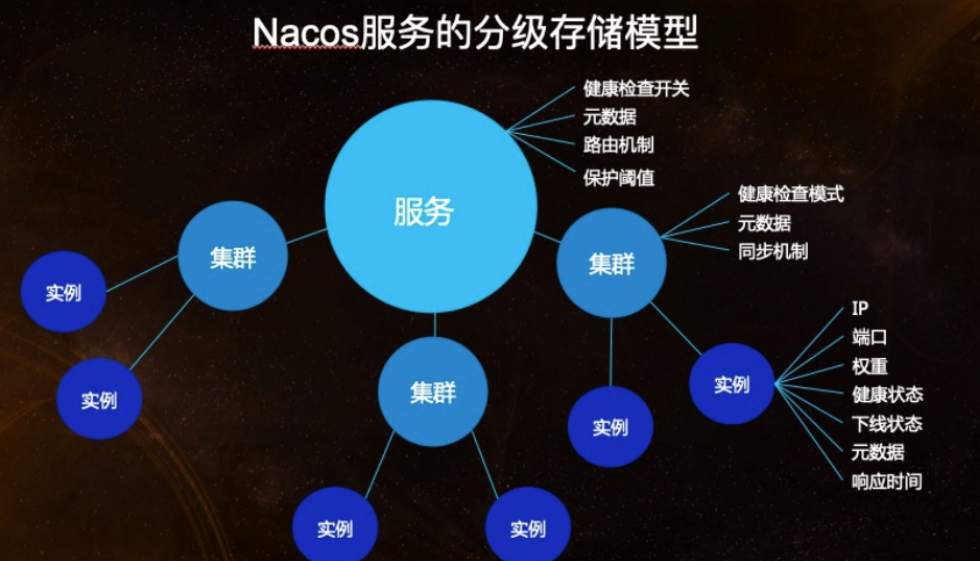 Nacos服务的分级存储模型
健康检查开关
元数据
路由机制
保护阈值
服务
健康检查模式
元数据
同步机制
集群
集群
实例
IP
端口
权重
健康状态
下线状态
元数据
响应时间
实例
集群
实例
实例
实例
实例